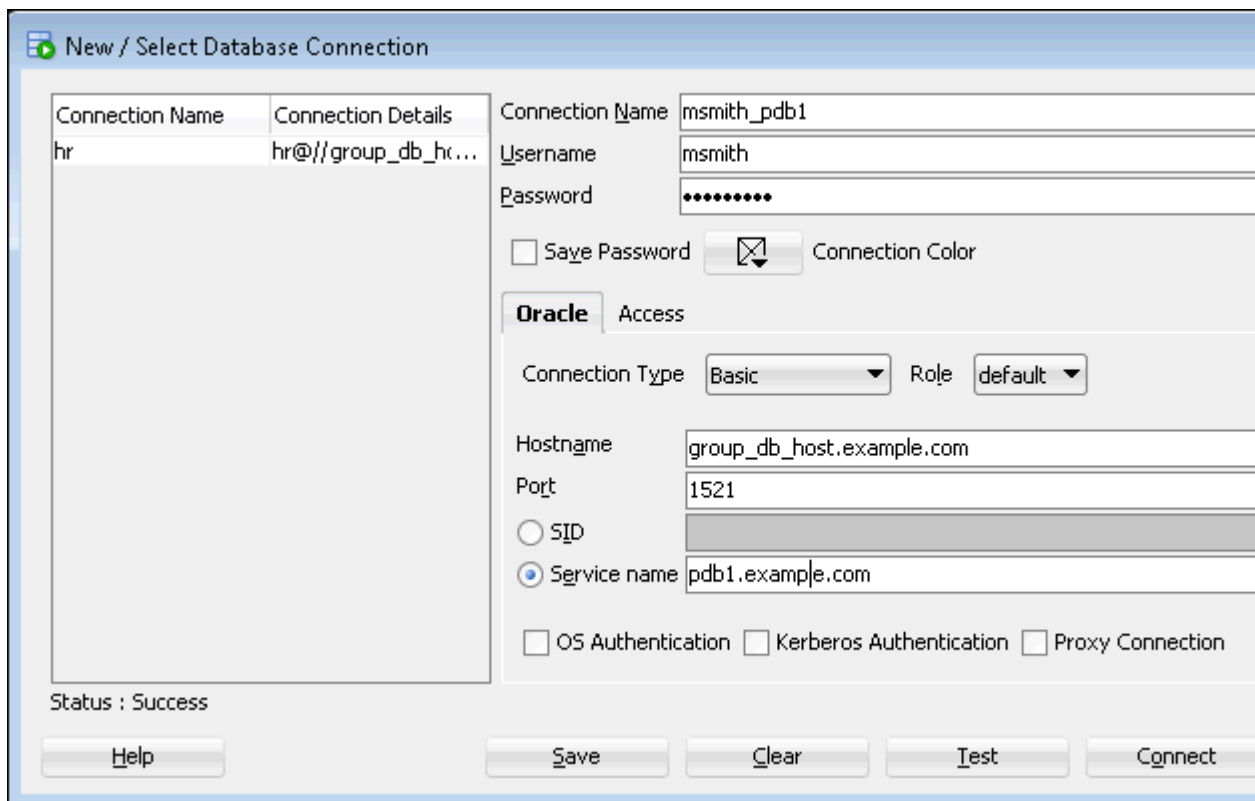 New / Select Database Connection
Connection Name Connection Details
hr hr@//group_db_h...
Connection Name msmith_pdb1
Username msmith
Password •••••••••
Save Password Connection Color
Oracle Access
Connection Type Basic Role default
Hostname group_db_host.example.com
Port 1521
SID
Service name pdb1.example.com
OS Authentication Kerberos Authentication Proxy Connection
Status : Success
Help Save Clear Test Connect